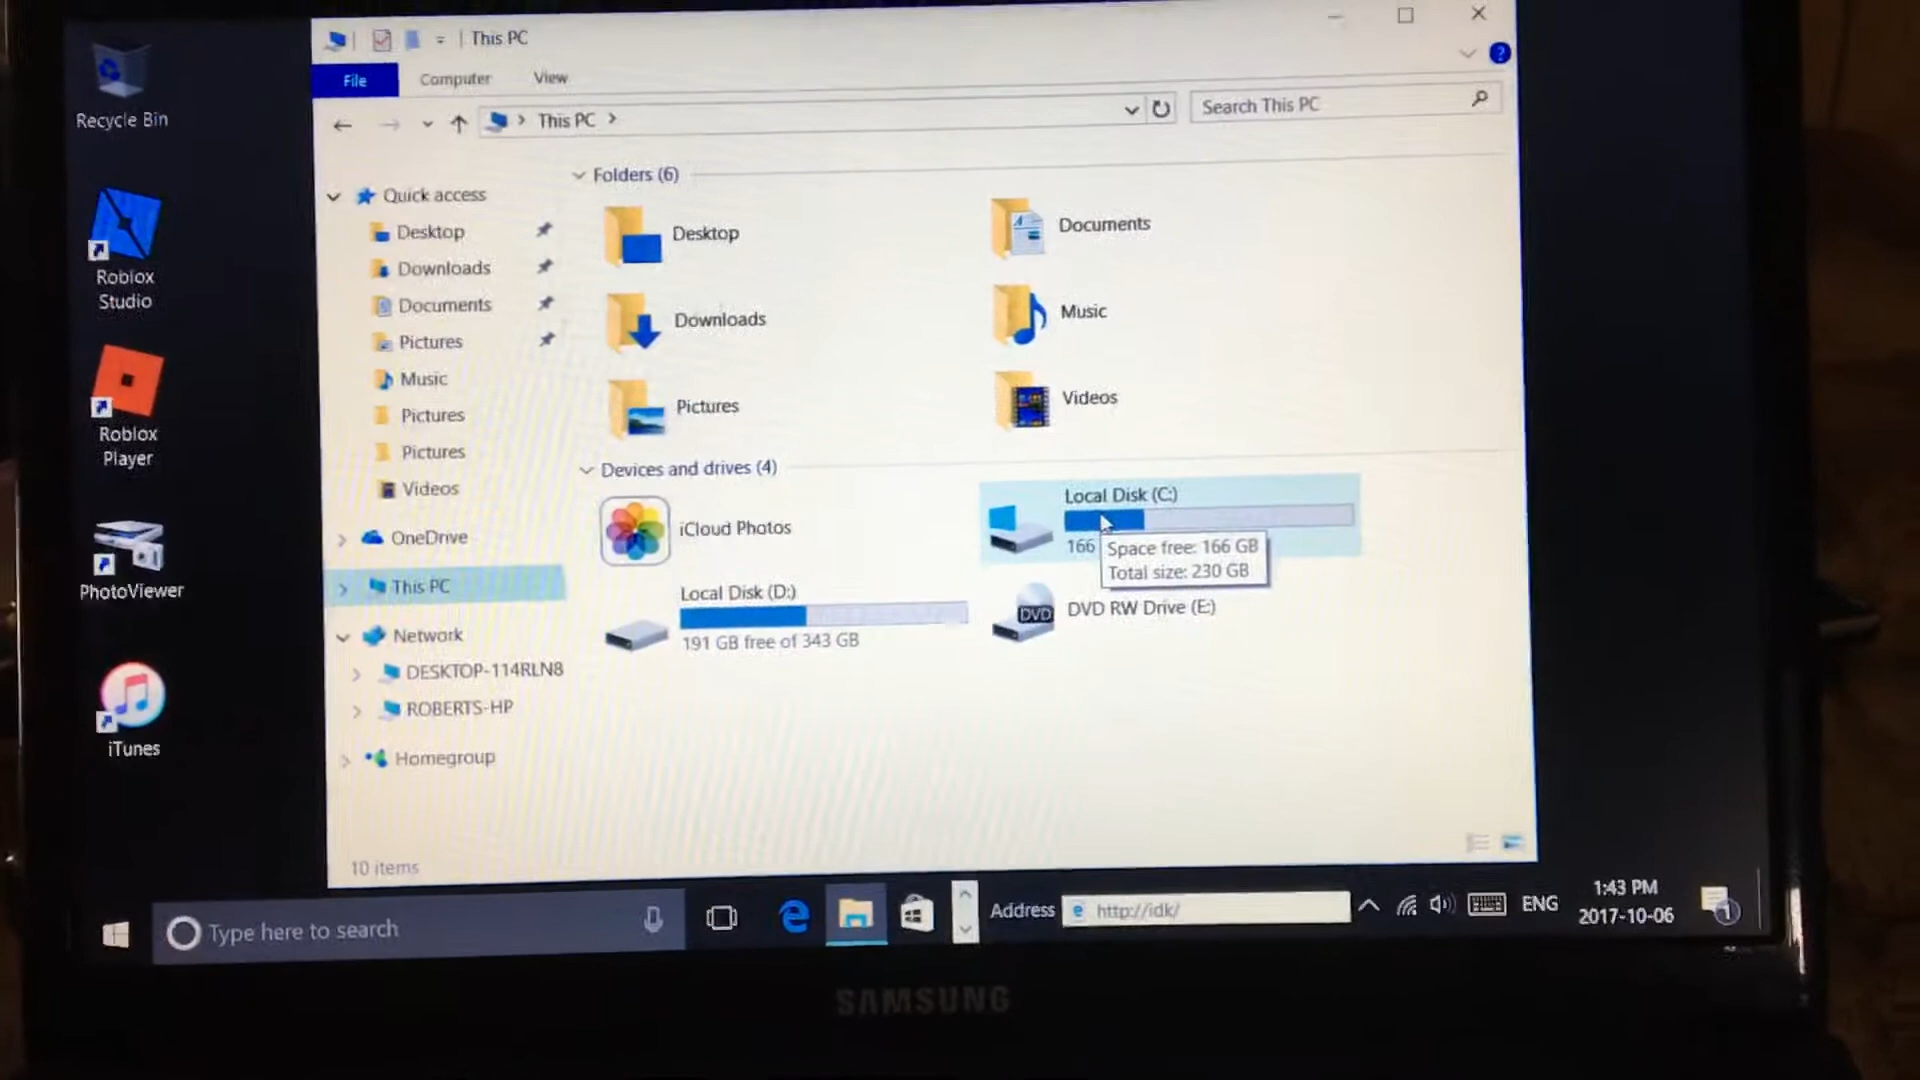 Recycle Bin
Roblox
Studio
Roblox
Player
PhotoViewer
iTunes
This PC
File
Computer
View
This PC
Search This PC
Quick access
Desktop
Downloads
Documents
Pictures
Music
Pictures
Pictures
Videos
OneDrive
This PC
Network
DESKTOP-114RLN8
ROBERTS-HP
Homegroup
Folders (6)
Desktop
Documents
Downloads
Music
Pictures
Videos
Devices and drives (4)
iCloud Photos
Local Disk (C:)
166
Space free: 166 GB
Total size: 230 GB
Local Disk (D:)
191 GB free of 343 GB
DVD
DVD RW Drive (E:)
10 items
Type here to search
Address
http://idk/
ENG
1:43 PM
2017-10-06
1
SAMSUNG